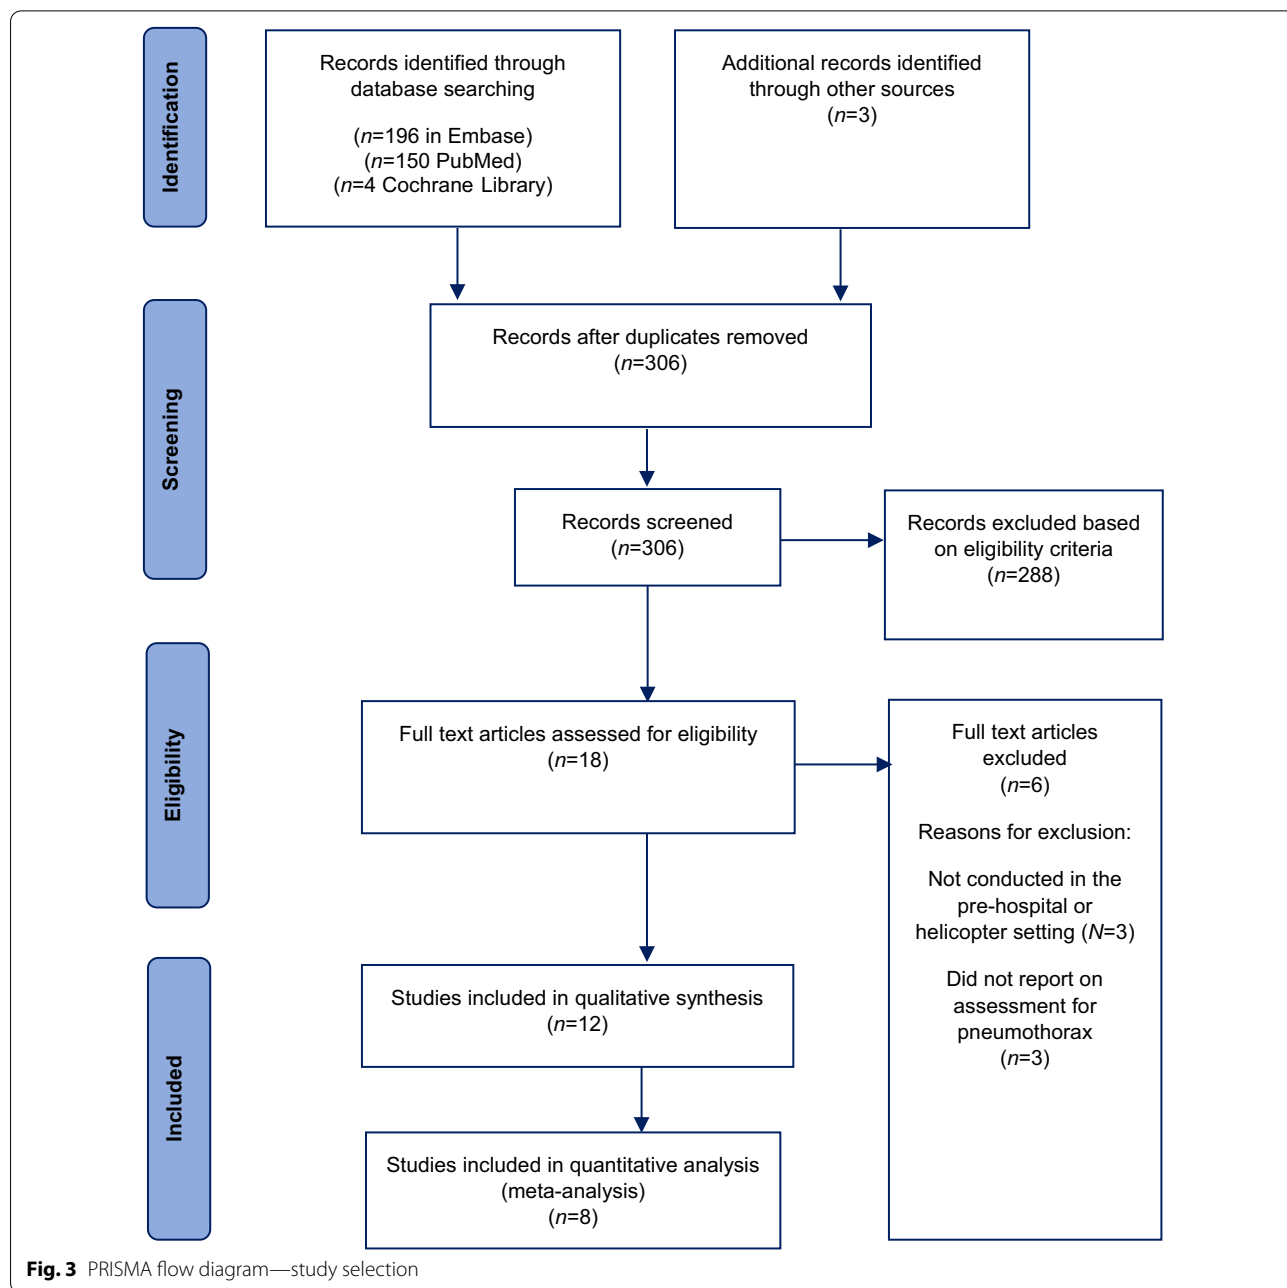 Identification
Records identified through
database searching
(n=196 in Embase)
(n=150 PubMed)
(n=4 Cochrane Library)
Additional records identified
through other sources
(n=3)
Screening
Records after duplicates removed
(n=306)
Records screened
(n=306)
Records excluded based
on eligibility criteria
(n=288)
Eligibility
Full text articles assessed for eligibility
(n=18)
Full text articles
excluded
(n=6)
Reasons for exclusion:
Not conducted in the
pre-hospital or
helicopter setting (N=3)
Did not report on
assessment for
pneumothorax
(n=3)
Included
Studies included in qualitative synthesis
(n=12)
Studies included in quantitative analysis
(meta-analysis)
(n=8)
Fig. 3 PRISMA flow diagram—study selection